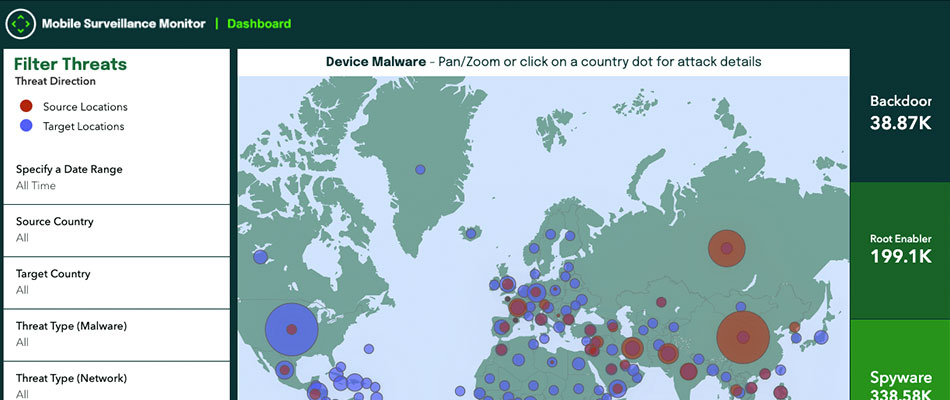 Mobile Surveillance Monitor | Dashboard
Filter Threats
Threat Direction
Source Locations
Target Locations
Specify a Date Range
All Time
Source Country
All
Target Country
All
Threat Type (Malware)
All
Threat Type (Network)
All
Device Malware - Pan/Zoom or click on a country dot for attack details
Backdoor
38.87K
Root Enabler
199.1K
Spyware
338.58K